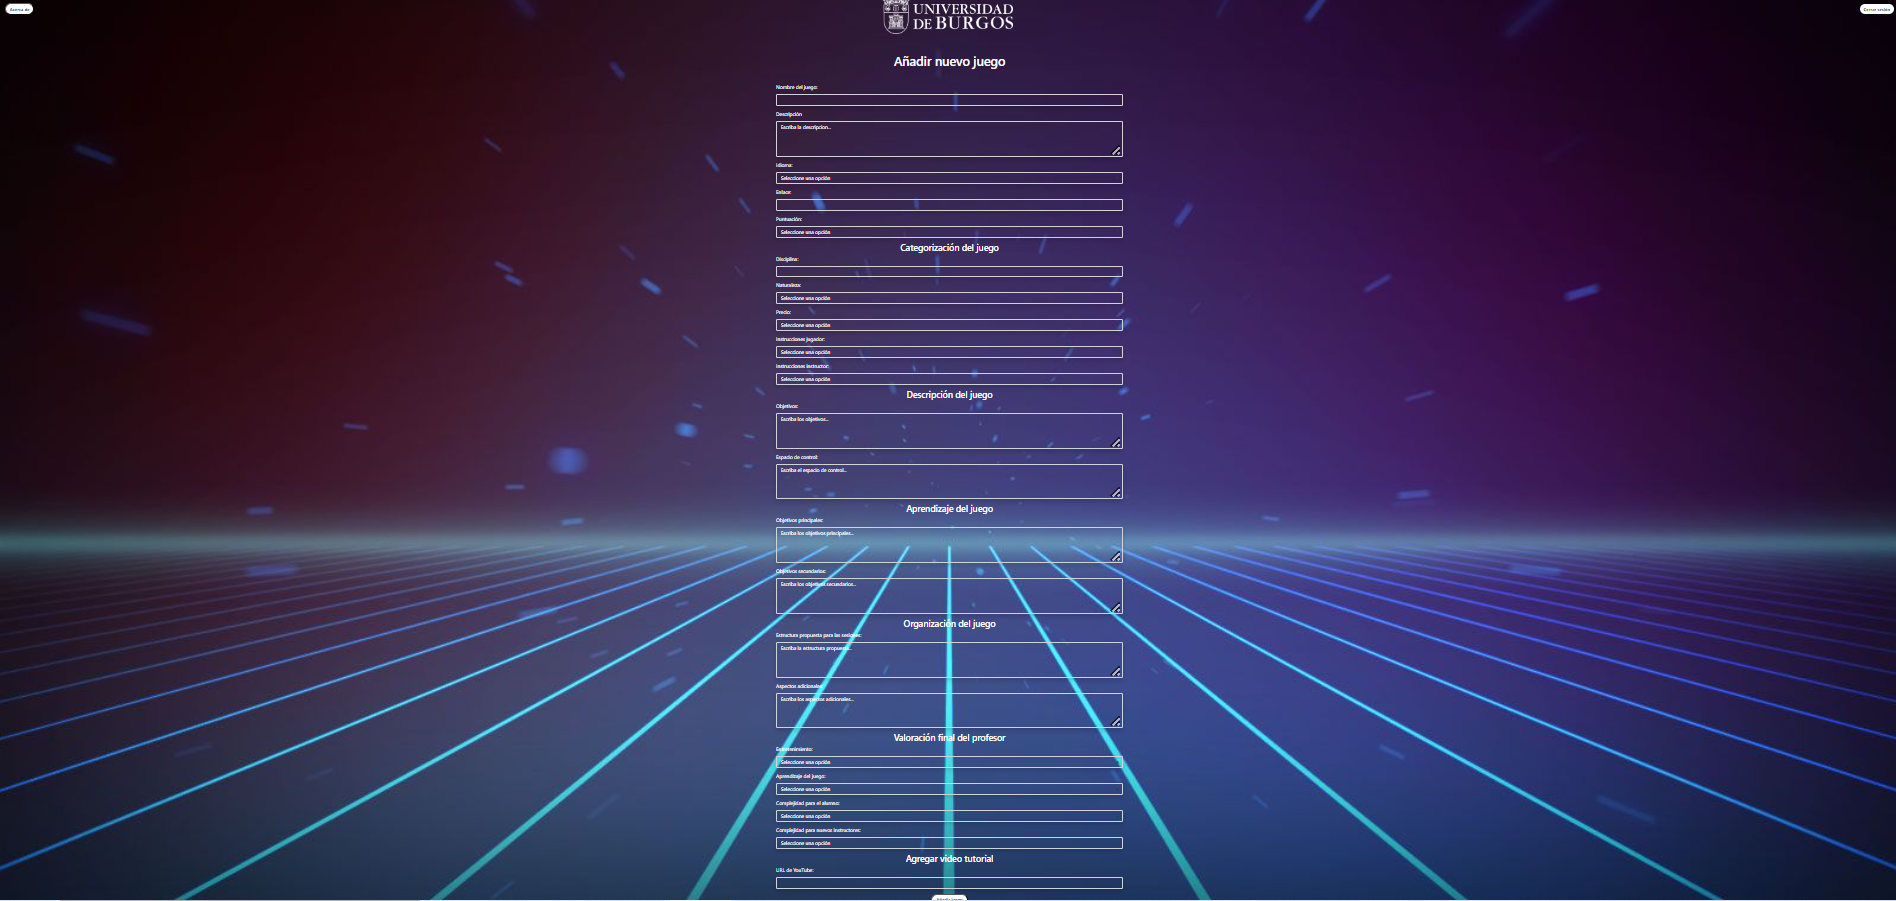 Acerca de
Cerrar sesión
UNIVERSIDAD
DE BURGOS
Añadir nuevo juego
Nombre del juego:
Descripción
Escriba la descripcion...
Idioma:
Seleccione una opción
Enlace:
Puntuación:
Seleccione una opción
Categorización del juego
Disciplina:
Naturaleza:
Seleccione una opción
Precio:
Seleccione una opción
Instrucciones jugador:
Seleccione una opción
Instrucciones instructor:
Seleccione una opción
Descripción del juego
Objetivos:
Escriba los objetivos...
Espacio de control:
Escriba el espacio de control...
Aprendizaje del juego
Objetivos principales:
Escriba los objetivos principales...
Objetivos secundarios:
Escriba los objetivos secundarios...
Organización del juego
Estructura propuesta para las sesiones:
Escriba la estructura propuesta...
Aspectos adicionales:
Escriba los aspectos adicionales...
Valoración final del profesor
Entretenimiento:
Seleccione una opción
Aprendizaje del juego:
Seleccione una opción
Complejidad para el alumno:
Seleccione una opción
Complejidad para nuevos instructores:
Seleccione una opción
Agregar video tutorial
URL de YouTube:
Añadir juego